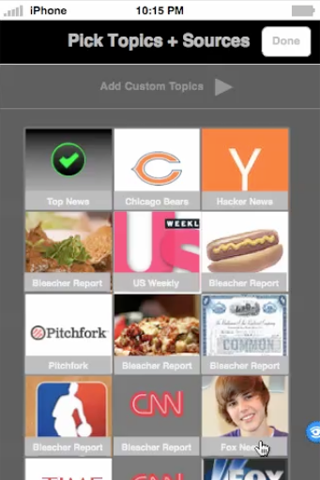 iPhone
10:15 PM
Pick Topics + Sources
Done
Add Custom Topics
Top News
Chicago Bears
Hacker News
Y
WEEKLY
Us
Bleacher Report
US Weekly
Bleacher Report
Pitchfork
COMMON
Pitchfork
Bleacher Report
Bleacher Report
CNN
Bleacher Report
Bleacher Report
Fox News
TIME
CNN
FOX